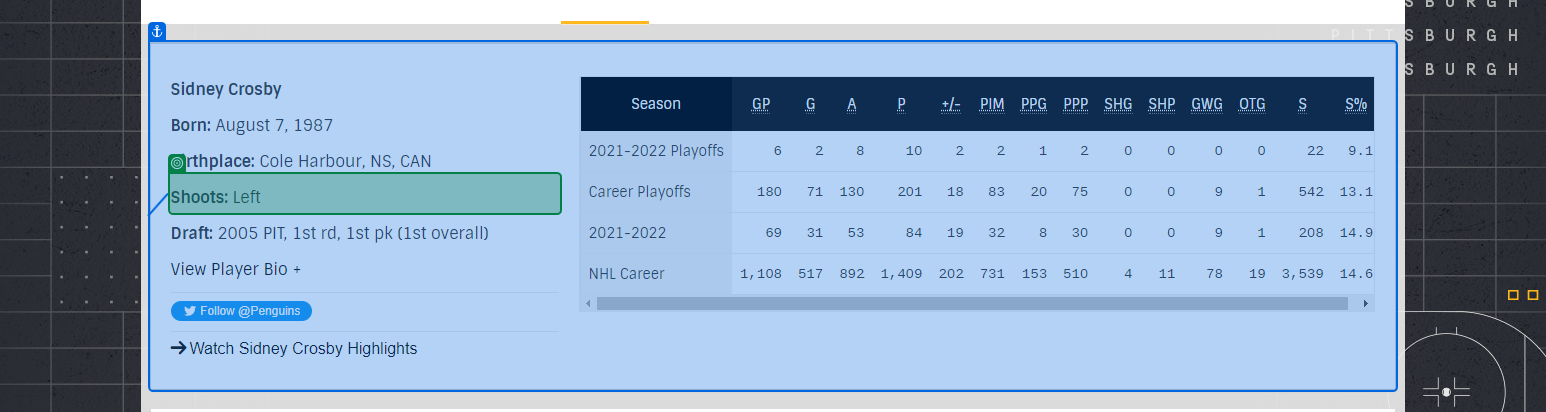 SBURGH
PITTSBURGH
SBURGH
Sidney Crosby
Born: August 7, 1987
rthplace: Cole Harbour, NS, CAN
Shoots: Left
Draft: 2005 PIT, 1st rd, 1st pk (1st overall)
View Player Bio +
Follow @Penguins
Watch Sidney Crosby Highlights
Season GP G A P +/- PIM PPG PPP SHG SHP GWG OTG S S%
2021-2022 Playoffs 6 2 8 10 2 2 1 2 0 0 0 0 22 9.1
Career Playoffs 180 71 130 201 18 83 20 75 0 0 9 1 542 13.1
2021-2022 69 31 53 84 19 32 8 30 0 0 9 1 208 14.9
NHL Career 1,108 517 892 1,409 202 731 153 510 4 11 78 19 3,539 14.6